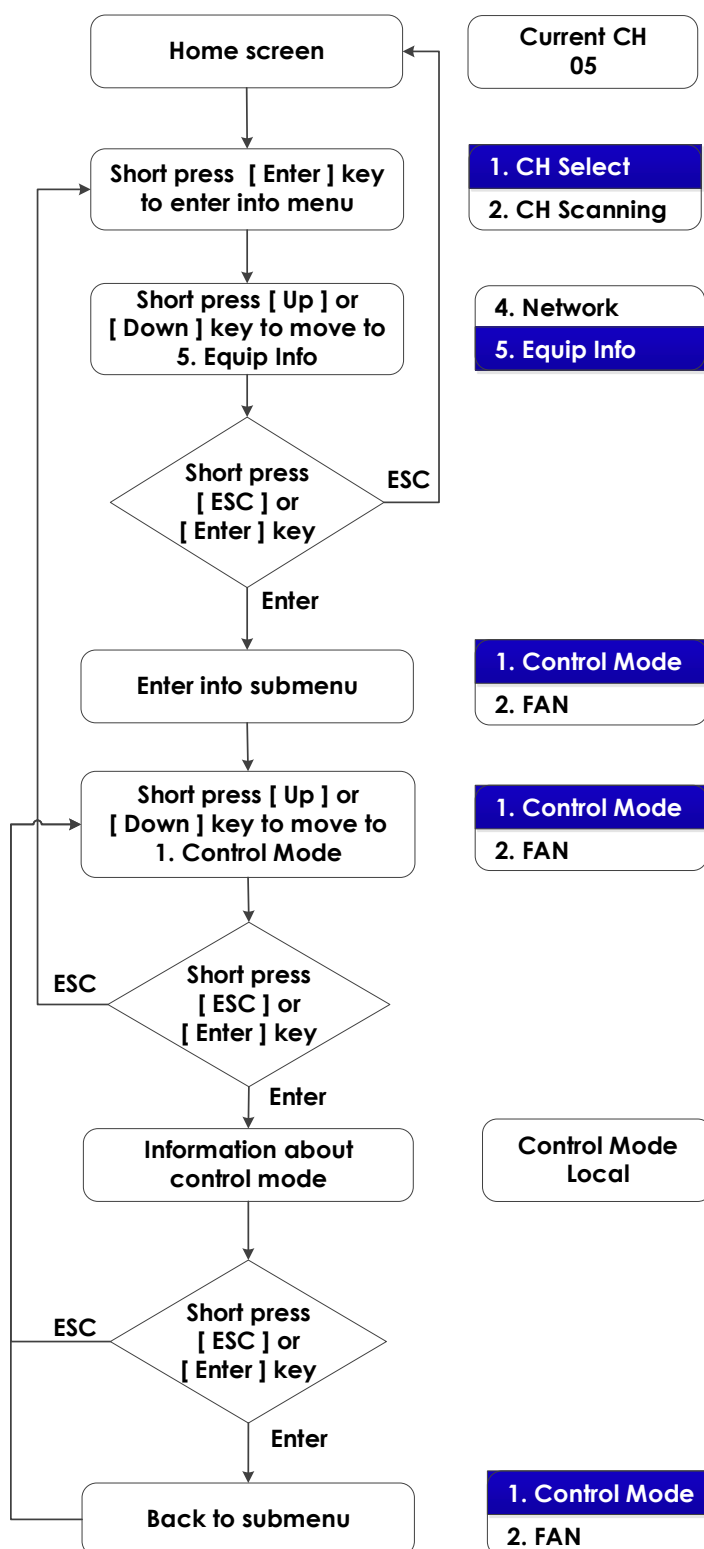 Home screen
Current CH
05
Short press [ Enter ] key
to enter into menu
1. CH Select
2. CH Scanning
Short press [ Up ] or
[ Down ] key to move to
5. Equip Info
4. Network
5. Equip Info
Short press
[ ESC ] or
[ Enter ] key
ESC
Enter
Enter into submenu
1. Control Mode
2. FAN
Short press [ Up ] or
[ Down ] key to move to
1. Control Mode
1. Control Mode
2. FAN
ESC
Short press
[ ESC ] or
[ Enter ] key
Enter
Information about
control mode
Control Mode
Local
ESC
Short press
[ ESC ] or
[ Enter ] key
Enter
Back to submenu
1. Control Mode
2. FAN